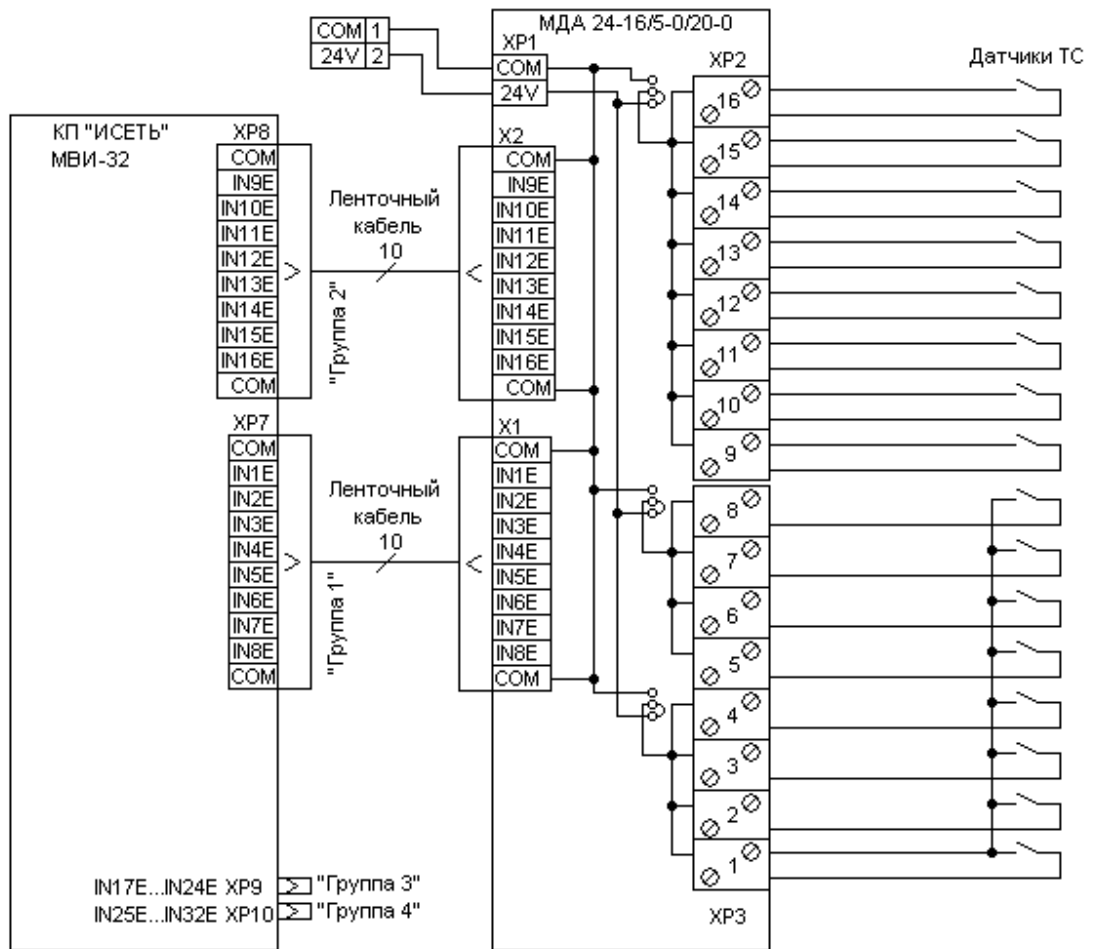 МДА 24-16/5-0/20-0
COM 1
24V 2
XP1
COM
24V
XP2
Датчики ТС
КП "ИСЕТЬ"
МВИ-32
XP8
COM
IN9E
IN10E
IN11E
IN12E
IN13E
IN14E
IN15E
IN16E
COM
Ленточный
кабель
10
"Группа 2"
X2
COM
IN9E
IN10E
IN11E
IN12E
IN13E
IN14E
IN15E
IN16E
COM
16
15
14
13
12
11
10
9
XP7
COM
IN1E
IN2E
IN3E
IN4E
IN5E
IN6E
IN7E
IN8E
COM
Ленточный
кабель
10
"Группа 1"
X1
COM
IN1E
IN2E
IN3E
IN4E
IN5E
IN6E
IN7E
IN8E
COM
8
7
6
5
4
3
2
1
XP3
IN17E...IN24E XP9 "Группа 3"
IN25E...IN32E XP10 "Группа 4"